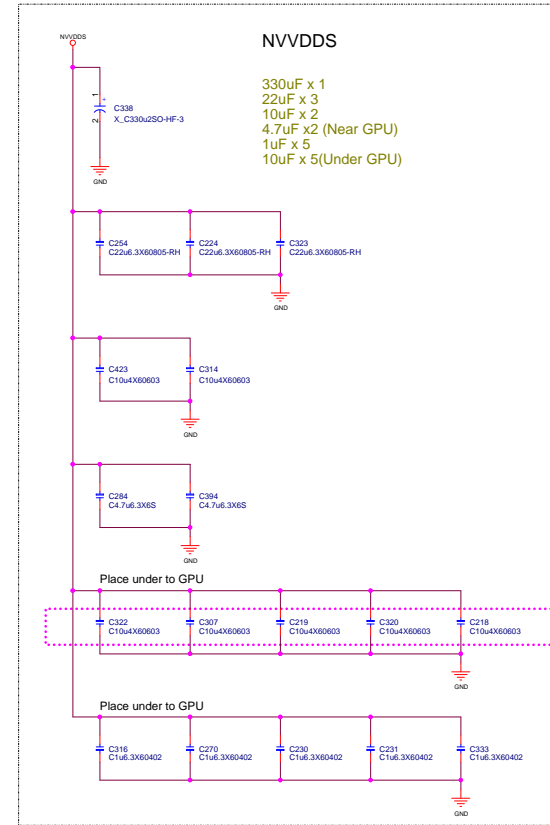 NVVDDS
NVVDDS
330uF x 1
22uF x 3
10uF x 2
4.7uF x2 (Near GPU)
1uF x 5
10uF x 5(Under GPU)
1
+
C338
X_C330u2SO-HF-3
2
GND
C254
C22u6.3X60805-RH
C224
C22u6.3X60805-RH
C323
C22u6.3X60805-RH
GND
C423
C10u4X60603
C314
C10u4X60603
GND
C284
C4.7u6.3X6S
C394
C4.7u6.3X6S
GND
Place under to GPU
C322
C10u4X60603
C307
C10u4X60603
C219
C10u4X60603
C320
C10u4X60603
C218
C10u4X60603
GND
Place under to GPU
C316
C1u6.3X60402
C270
C1u6.3X60402
C230
C1u6.3X60402
C231
C1u6.3X60402
C333
C1u6.3X60402
GND